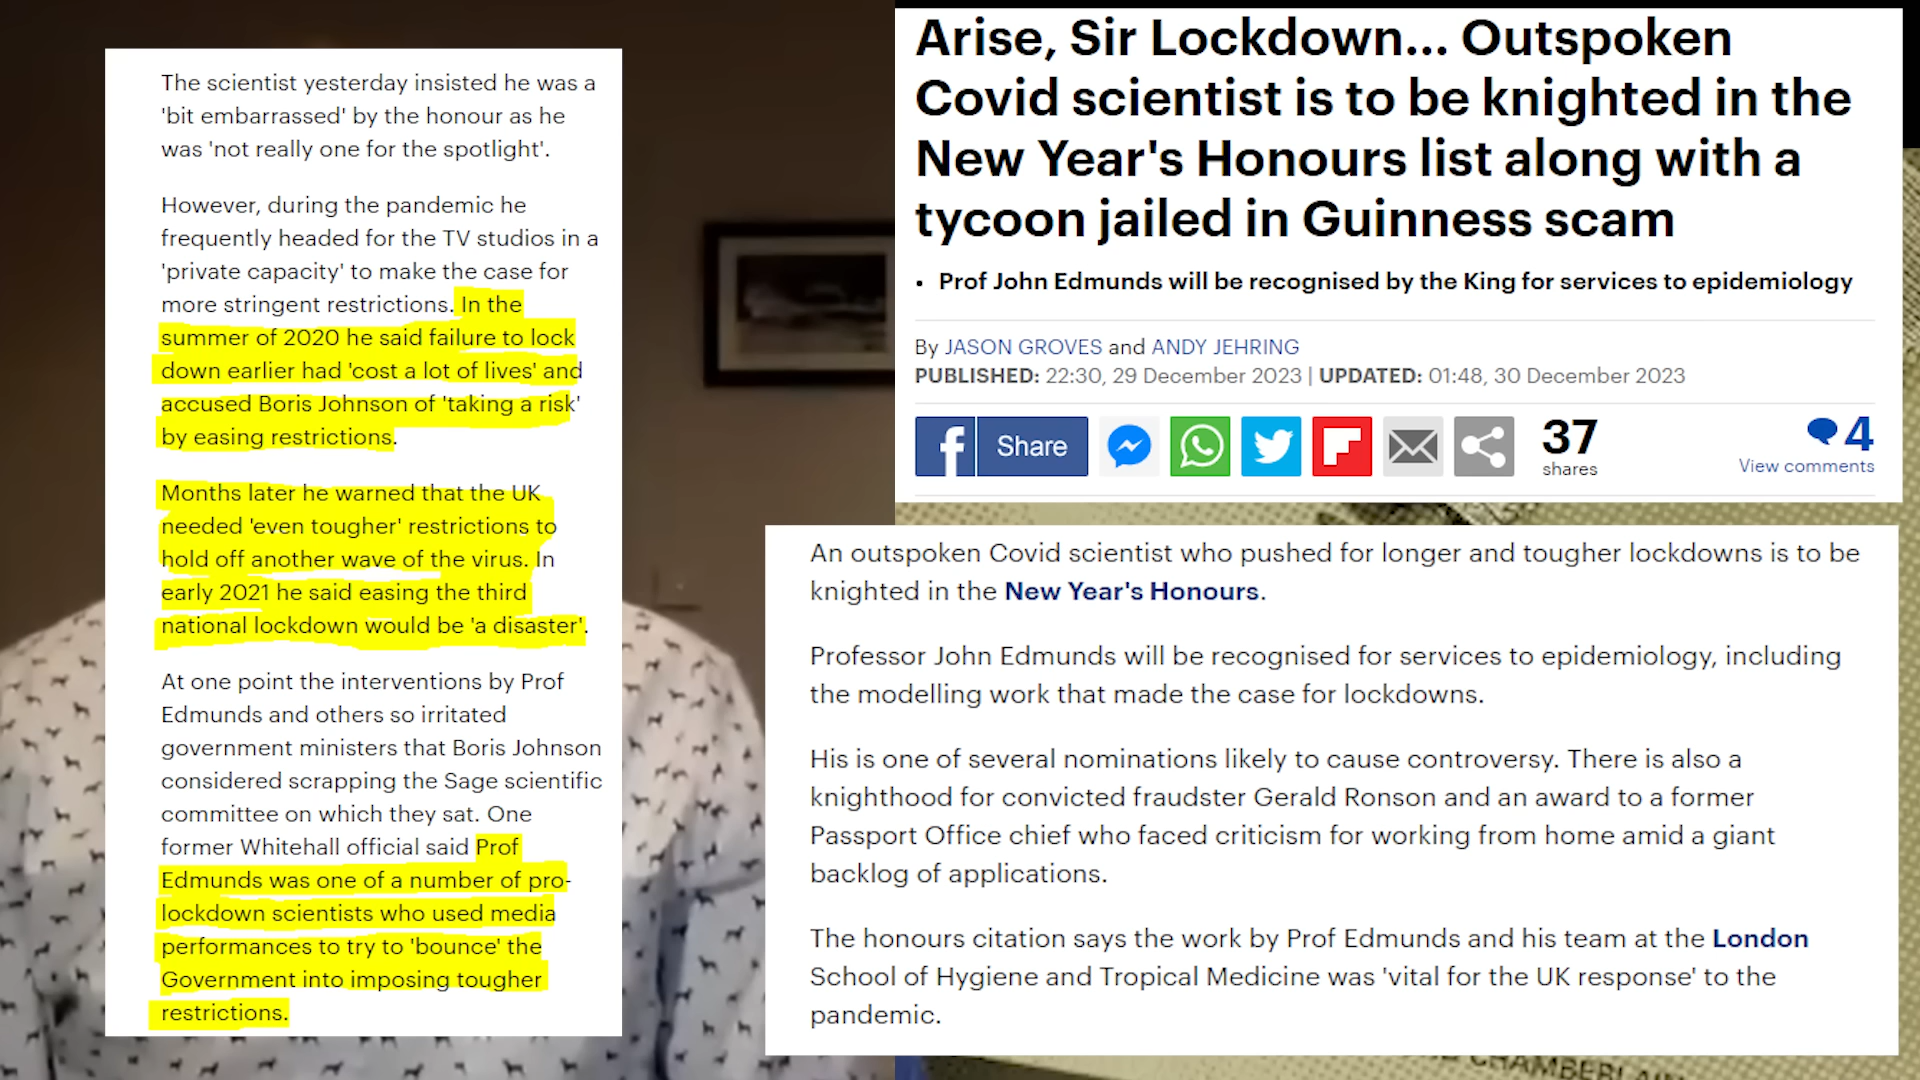 The scientist yesterday insisted he was a
'bit embarrassed' by the honour as he
was 'not really one for the spotlight'.
However, during the pandemic he
frequently headed for the TV studios in a
'private capacity' to make the case for
more stringent restrictions. In the
summer of 2020 he said failure to lock
down earlier had 'cost a lot of lives' and
accused Boris Johnson of 'taking a risk'
by easing restrictions.
Months later he warned that the UK
needed 'even tougher' restrictions to
hold off another wave of the virus. In
early 2021 he said easing the third
national lockdown would be 'a disaster'.
At one point the interventions by Prof
Edmunds and others so irritated
government ministers that Boris Johnson
considered scrapping the Sage scientific
committee on which they sat. One
former Whitehall official said Prof
Edmunds was one of a number of pro-
lockdown scientists who used media
performances to try to 'bounce' the
Government into imposing tougher
restrictions.
Arise, Sir Lockdown... Outspoken
Covid scientist is to be knighted in the
New Year's Honours list along with a
tycoon jailed in Guinness scam
• Prof John Edmunds will be recognised by the King for services to epidemiology
By JASON GROVES and ANDY JEHRING
PUBLISHED: 22:30, 29 December 2023 | UPDATED: 01:48, 30 December 2023
Share
37
shares
4
View comments
An outspoken Covid scientist who pushed for longer and tougher lockdowns is to be
knighted in the New Year's Honours.
Professor John Edmunds will be recognised for services to epidemiology, including
the modelling work that made the case for lockdowns.
His is one of several nominations likely to cause controversy. There is also a
knighthood for convicted fraudster Gerald Ronson and an award to a former
Passport Office chief who faced criticism for working from home amid a giant
backlog of applications.
The honours citation says the work by Prof Edmunds and his team at the London
School of Hygiene and Tropical Medicine was 'vital for the UK response' to the
pandemic.